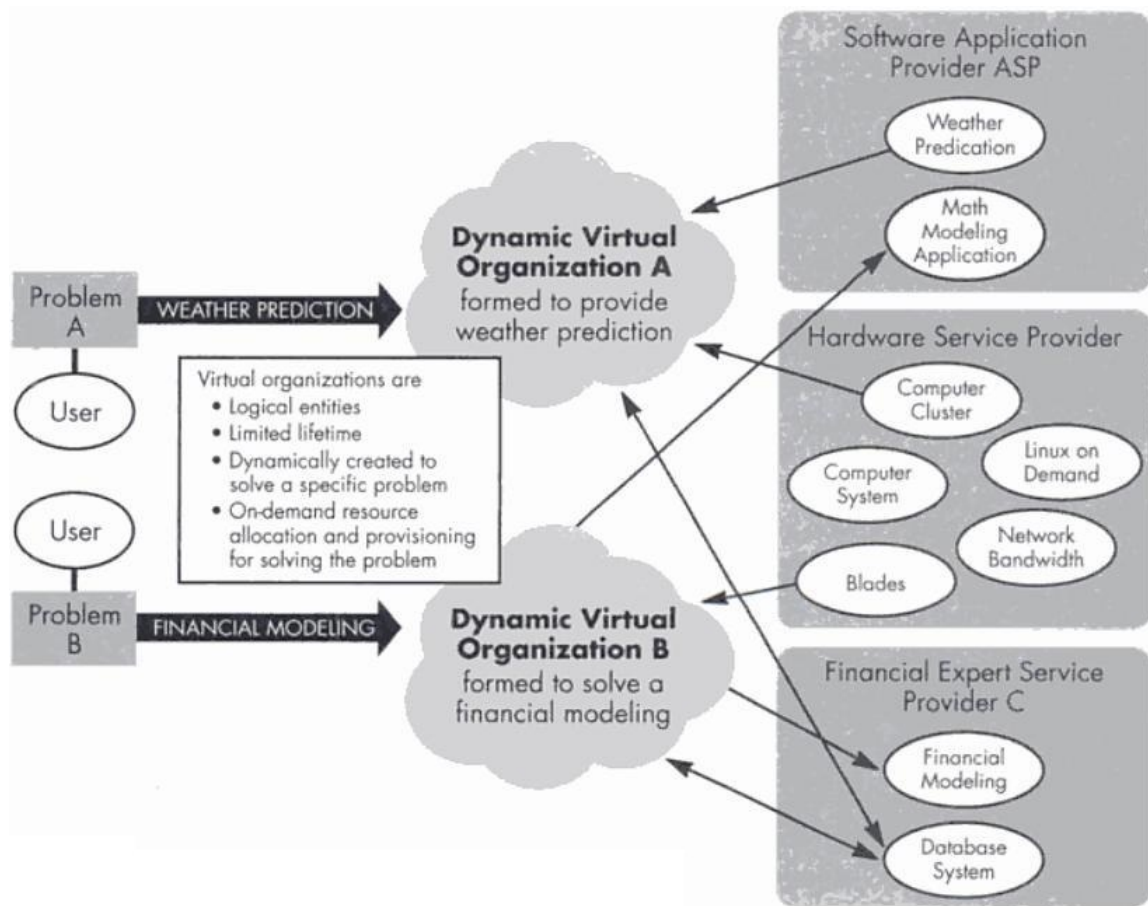 Software Application
Provider ASP
Weather
Predication
Math
Modeling
Application
Dynamic Virtual
Organization A
formed to provide
weather prediction
Problem
A
WEATHER PREDICTION
User
Virtual organizations are
• Logical entities
• Limited lifetime
• Dynamically created to
solve a specific problem
• On-demand resource
allocation and provisioning
for solving the problem
Hardware Service Provider
Computer
Cluster
Linux on
Demand
Computer
System
Network
Bandwidth
Blades
User
Problem
B
FINANCIAL MODELING
Dynamic Virtual
Organization B
formed to solve a
financial modeling
Financial Expert Service
Provider C
Financial
Modeling
Database
System